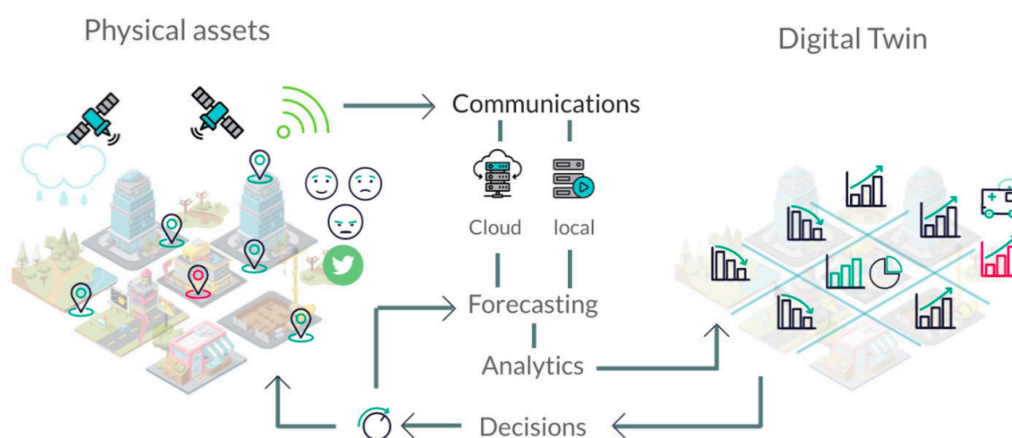 Physical assets
Digital Twin
Communications
Cloud
local
Forecasting
Analytics
Decisions